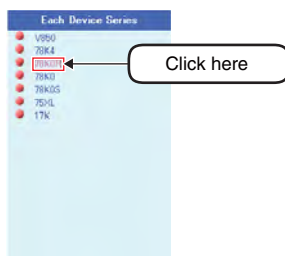 Each Device Series
V850
78K4
78K0R
Click here
78K0
78K0S
75XL
17K